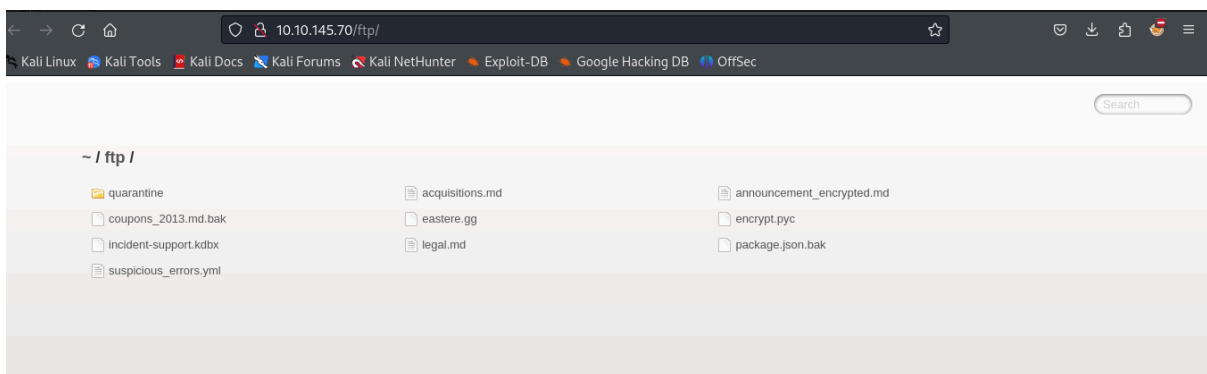 10.10.145.70/ftp/
Kali Linux Kali Tools Kali Docs Kali Forums Kali NetHunter Exploit-DB Google Hacking DB OffSec
Search
~ / ftp /
quarantine acquisitions.md announcement_encrypted.md
coupons_2013.md.bak eastere.gg encrypt.pyc
incident-support.kdbx legal.md package.json.bak
suspicious_errors.yml